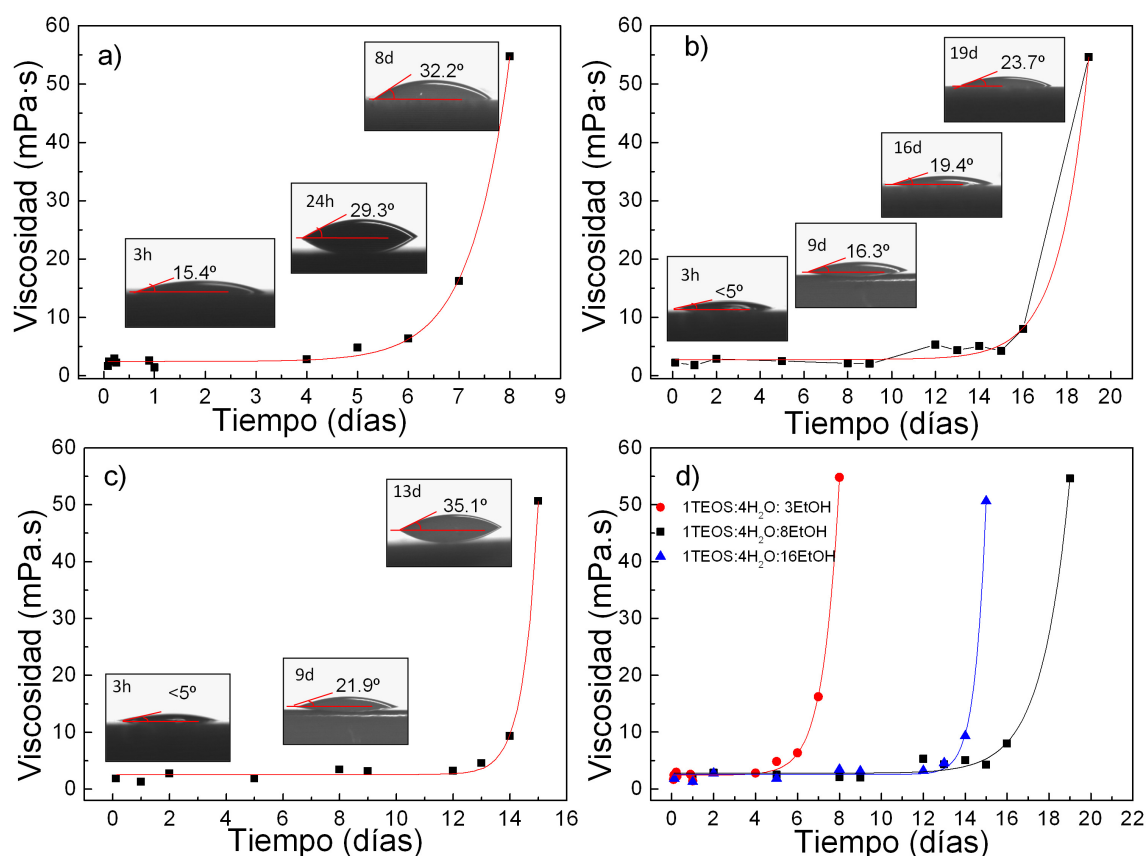 a)
Viscosidad (mPa·s)
60
50
40
30
20
10
0
8d
32.2º
24h
29.3º
3h
15.4º
0 1 2 3 4 5 6 7 8 9
Tiempo (días)
b)
Viscosidad (mPa·s)
60
50
40
30
20
10
0
19d
23.7º
16d
19.4º
9d
16.3º
3h
<5º
0 2 4 6 8 10 12 14 16 18 20
Tiempo (días)
c)
Viscosidad (mPa.s)
60
50
40
30
20
10
0
13d
35.1º
9d
21.9º
3h
<5º
0 2 4 6 8 10 12 14 16
Tiempo (días)
d)
Viscosidad (mPa.s)
60
50
40
30
20
10
0
1TEOS:4H₂O: 3EtOH
1TEOS:4H₂O:8EtOH
1TEOS:4H₂O:16EtOH
0 2 4 6 8 10 12 14 16 18 20 22
Tiempo (días)